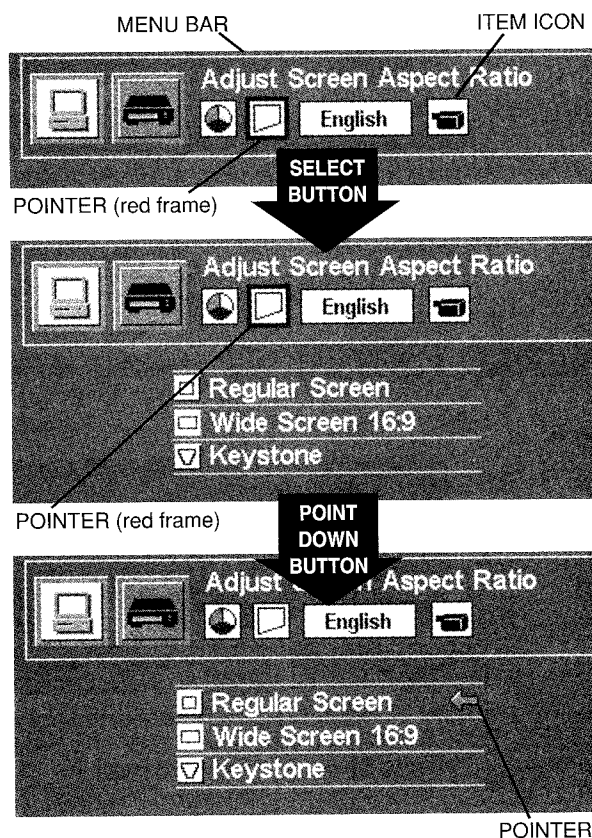 MENU BAR
ITEM ICON
Adjust Screen Aspect Ratio
English
POINTER (red frame)
SELECT
BUTTON
Adjust Screen Aspect Ratio
English
Regular Screen
Wide Screen 16:9
Keystone
POINTER (red frame)
POINT
DOWN
BUTTON
Adjust Screen Aspect Ratio
English
Regular Screen
Wide Screen 16:9
Keystone
POINTER